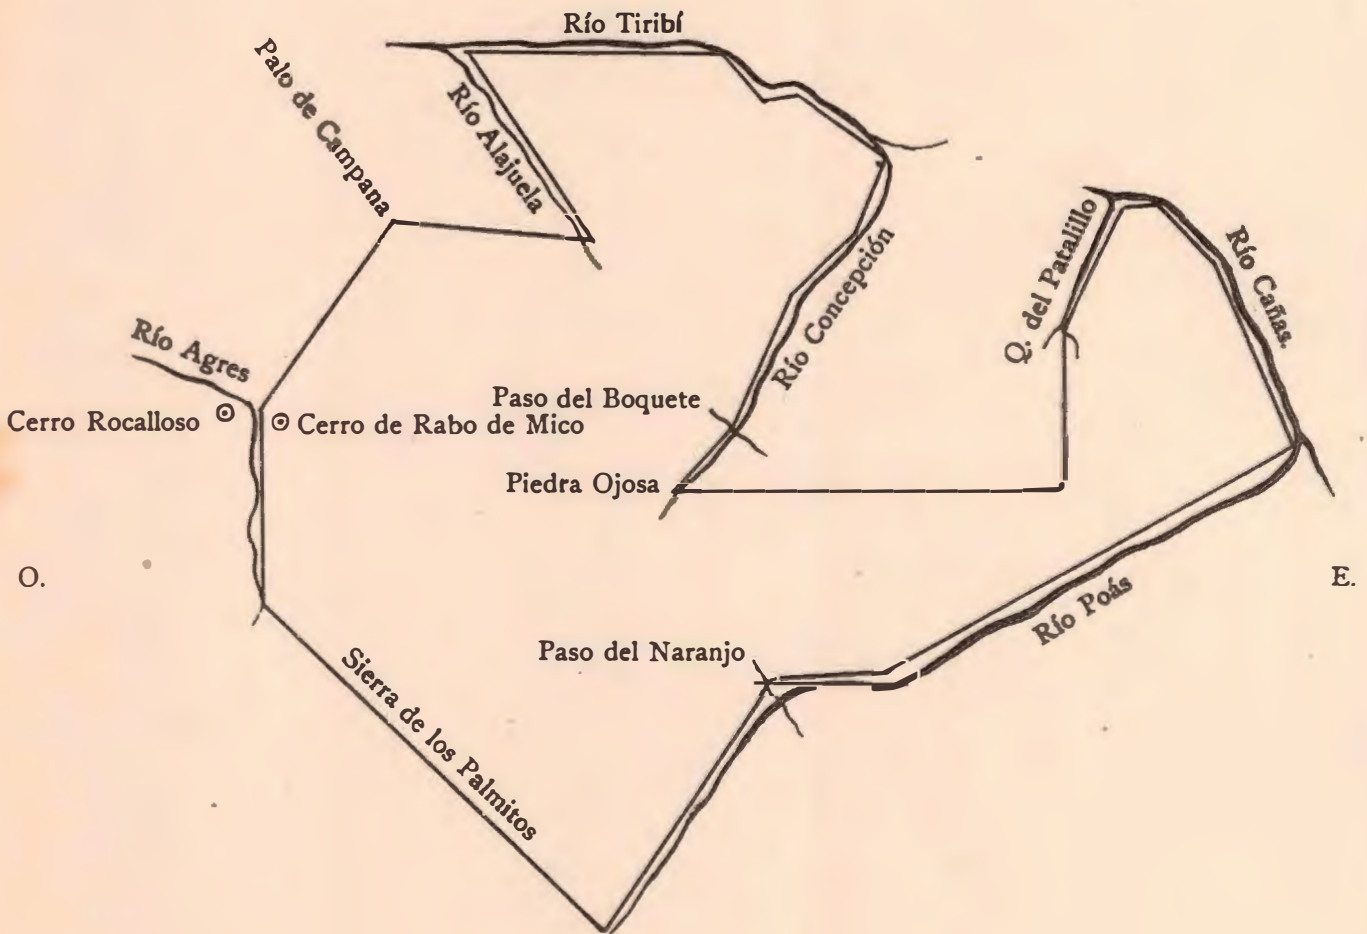 Río Tiribí
Palo de Campana
Río Alajuela
Q. del Patalillo
Río Cañas.
Río Concepción
Río Agres
Paso del Boquete
Cerro Rocalloso
Cerro de Rabo de Mico
Piedra Ojosa
O.
E.
Río Poás
Paso del Naranjo
Sierra de los Palmitos